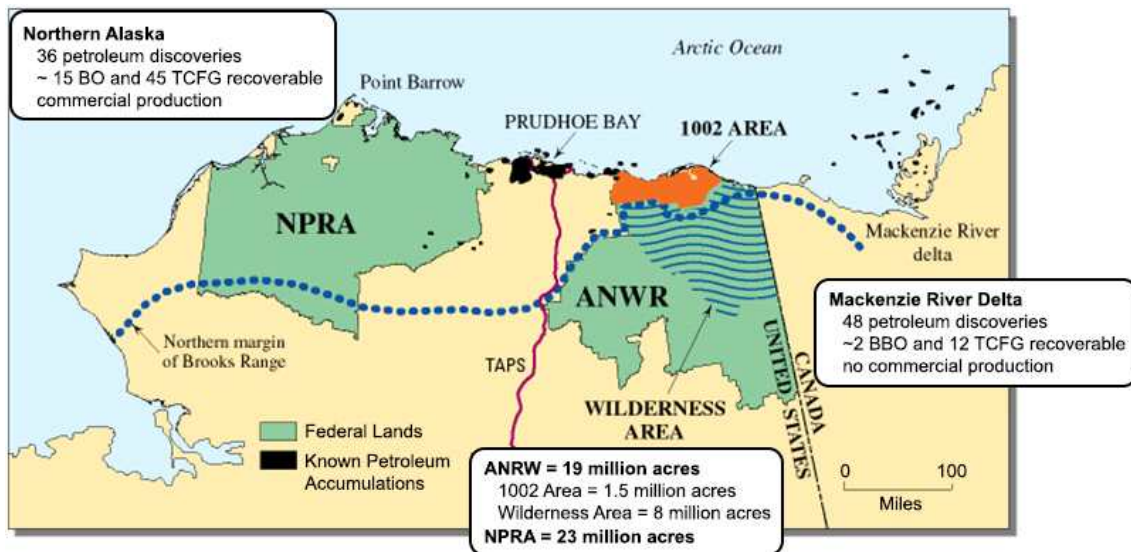 Northern Alaska
36 petroleum discoveries
~ 15 BO and 45 TCFG recoverable
commercial production
Arctic Ocean
Point Barrow
PRUDHOE BAY
1002 AREA
NPRA
Mackenzie River
delta
ANWR
Mackenzie River Delta
48 petroleum discoveries
~2 BBO and 12 TCFG recoverable
no commercial production
Northern margin
of Brooks Range
TAPS
CANADA
UNITED STATES
WILDERNESS
AREA
Federal Lands
Known Petroleum
Accumulations
ANRW = 19 million acres
1002 Area = 1.5 million acres
Wilderness Area = 8 million acres
NPRA = 23 million acres
0 100
Miles